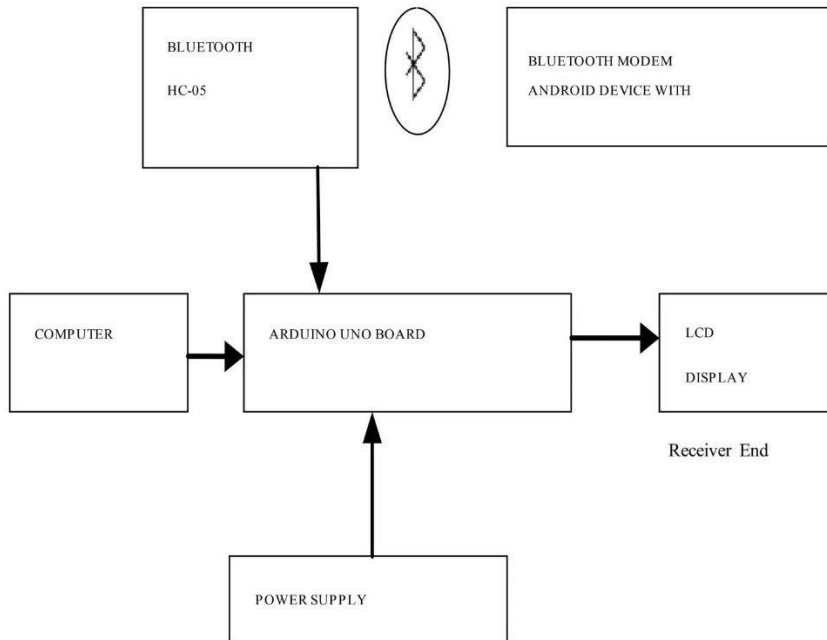 BLUETOOTH
HC-05
BLUETOOTH MODEM
ANDROID DEVICE WITH
COMPUTER
ARDUINO UNO BOARD
LCD
DISPLAY
Receiver End
POWER SUPPLY